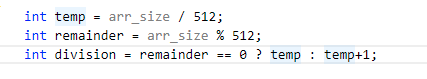 int temp = arr_size / 512;
int remainder = arr_size % 512;
int division = remainder == 0 ? temp : temp+1;